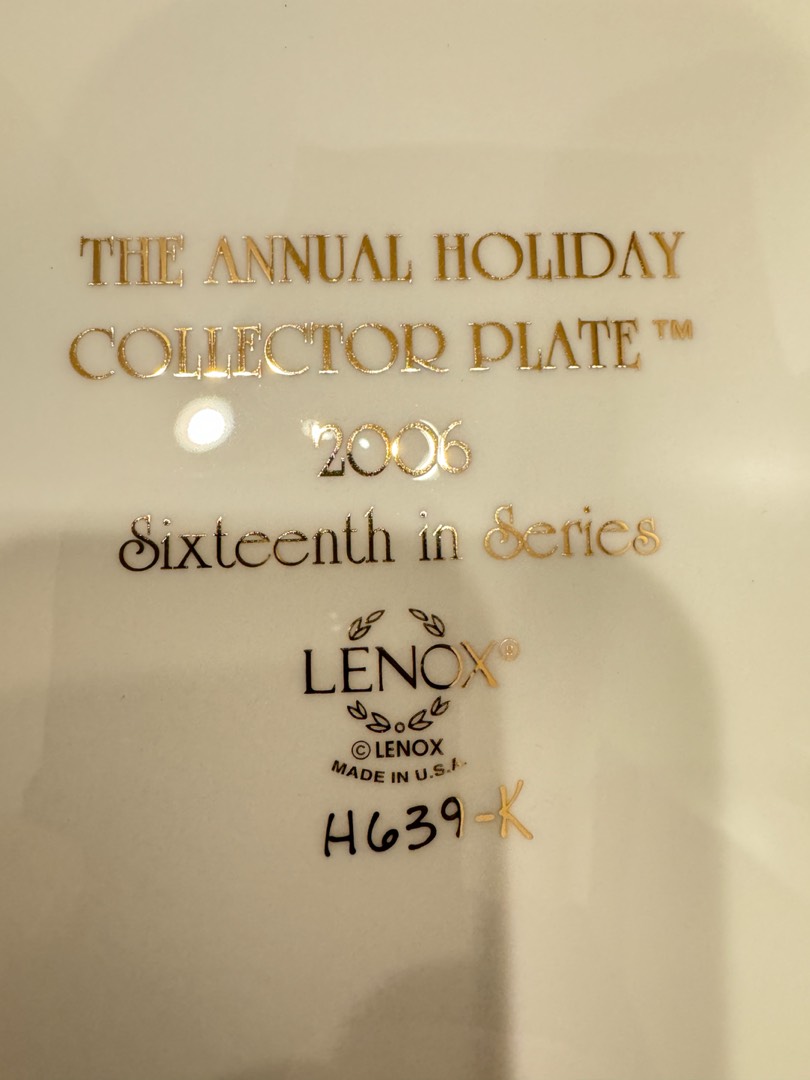 THE ANNUAL HOLIDAY
COLLECTOR PLATE™
2006
Sixteenth in Series
LENOX®
© LENOX
MADE IN U.S.A.
H639-K